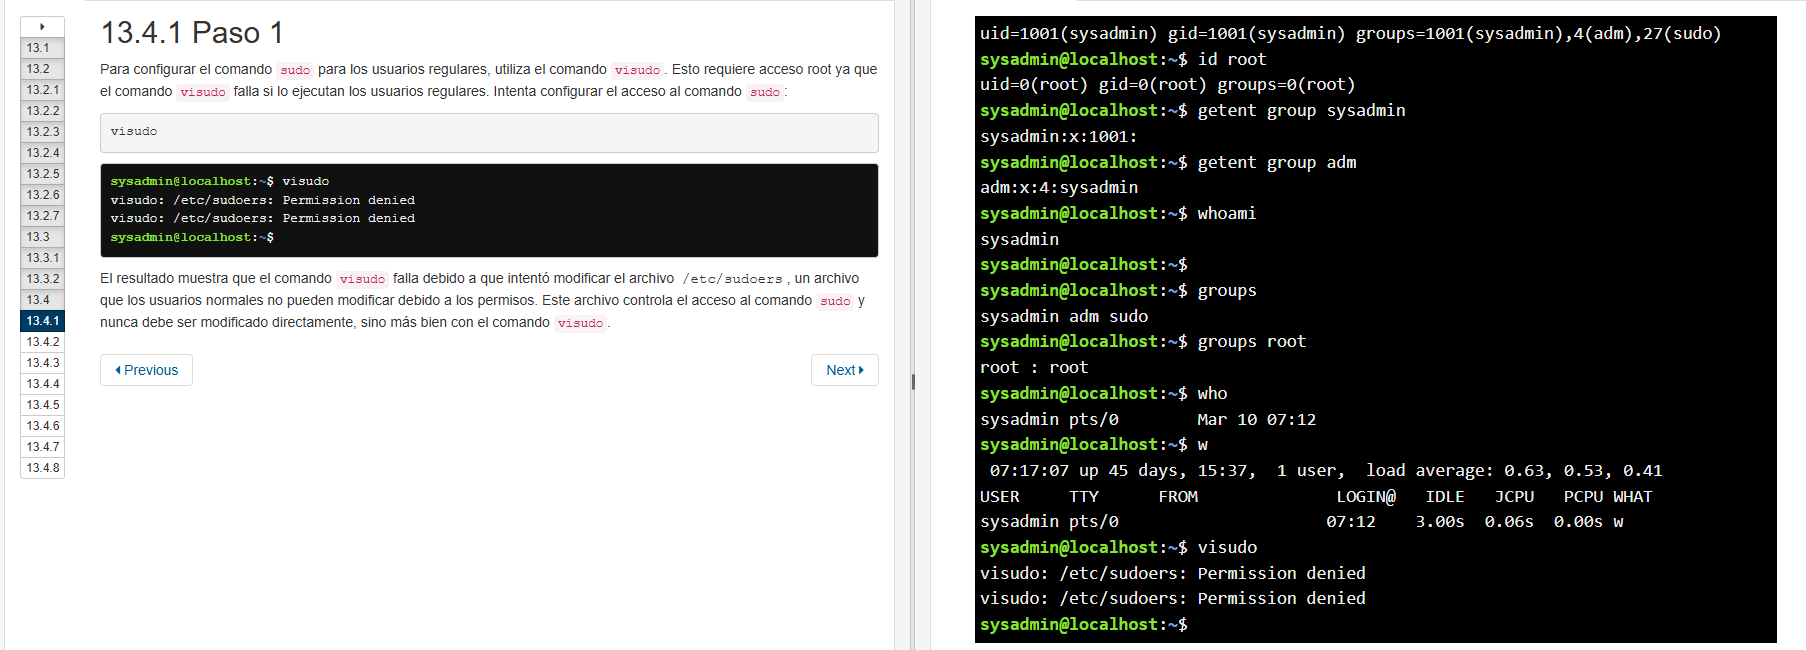 13.1
13.2
13.2.1
13.2.2
13.2.3
13.2.4
13.2.5
13.2.6
13.2.7
13.3
13.3.1
13.3.2
13.4
13.4.1
13.4.2
13.4.3
13.4.4
13.4.5
13.4.6
13.4.7
13.4.8
13.4.1 Paso 1
Para configurar el comando sudo para los usuarios regulares, utiliza el comando visudo. Esto requiere acceso root ya que
el comando visudo falla si lo ejecutan los usuarios regulares. Intenta configurar el acceso al comando sudo:
visudo
sysadmin@localhost:~$ visudo
visudo: /etc/sudoers: Permission denied
visudo: /etc/sudoers: Permission denied
sysadmin@localhost:~$
El resultado muestra que el comando visudo falla debido a que intentó modificar el archivo /etc/sudoers, un archivo
que los usuarios normales no pueden modificar debido a los permisos. Este archivo controla el acceso al comando sudo y
nunca debe ser modificado directamente, sino más bien con el comando visudo.
Previous
Next
uid=1001(sysadmin) gid=1001(sysadmin) groups=1001(sysadmin),4(adm),27(sudo)
sysadmin@localhost:~$ id root
uid=0(root) gid=0(root) groups=0(root)
sysadmin@localhost:~$ getent group sysadmin
sysadmin:x:1001:
sysadmin@localhost:~$ getent group adm
adm:x:4:sysadmin
sysadmin@localhost:~$ whoami
sysadmin
sysadmin@localhost:~$
sysadmin@localhost:~$ groups
sysadmin adm sudo
sysadmin@localhost:~$ groups root
root : root
sysadmin@localhost:~$ who
sysadmin pts/0        Mar 10 07:12
sysadmin@localhost:~$ w
 07:17:07 up 45 days, 15:37,  1 user,  load average: 0.63, 0.53, 0.41
USER     TTY      FROM              LOGIN@   IDLE   JCPU   PCPU WHAT
sysadmin pts/0                     07:12    3.00s  0.06s  0.00s w
sysadmin@localhost:~$ visudo
visudo: /etc/sudoers: Permission denied
visudo: /etc/sudoers: Permission denied
sysadmin@localhost:~$